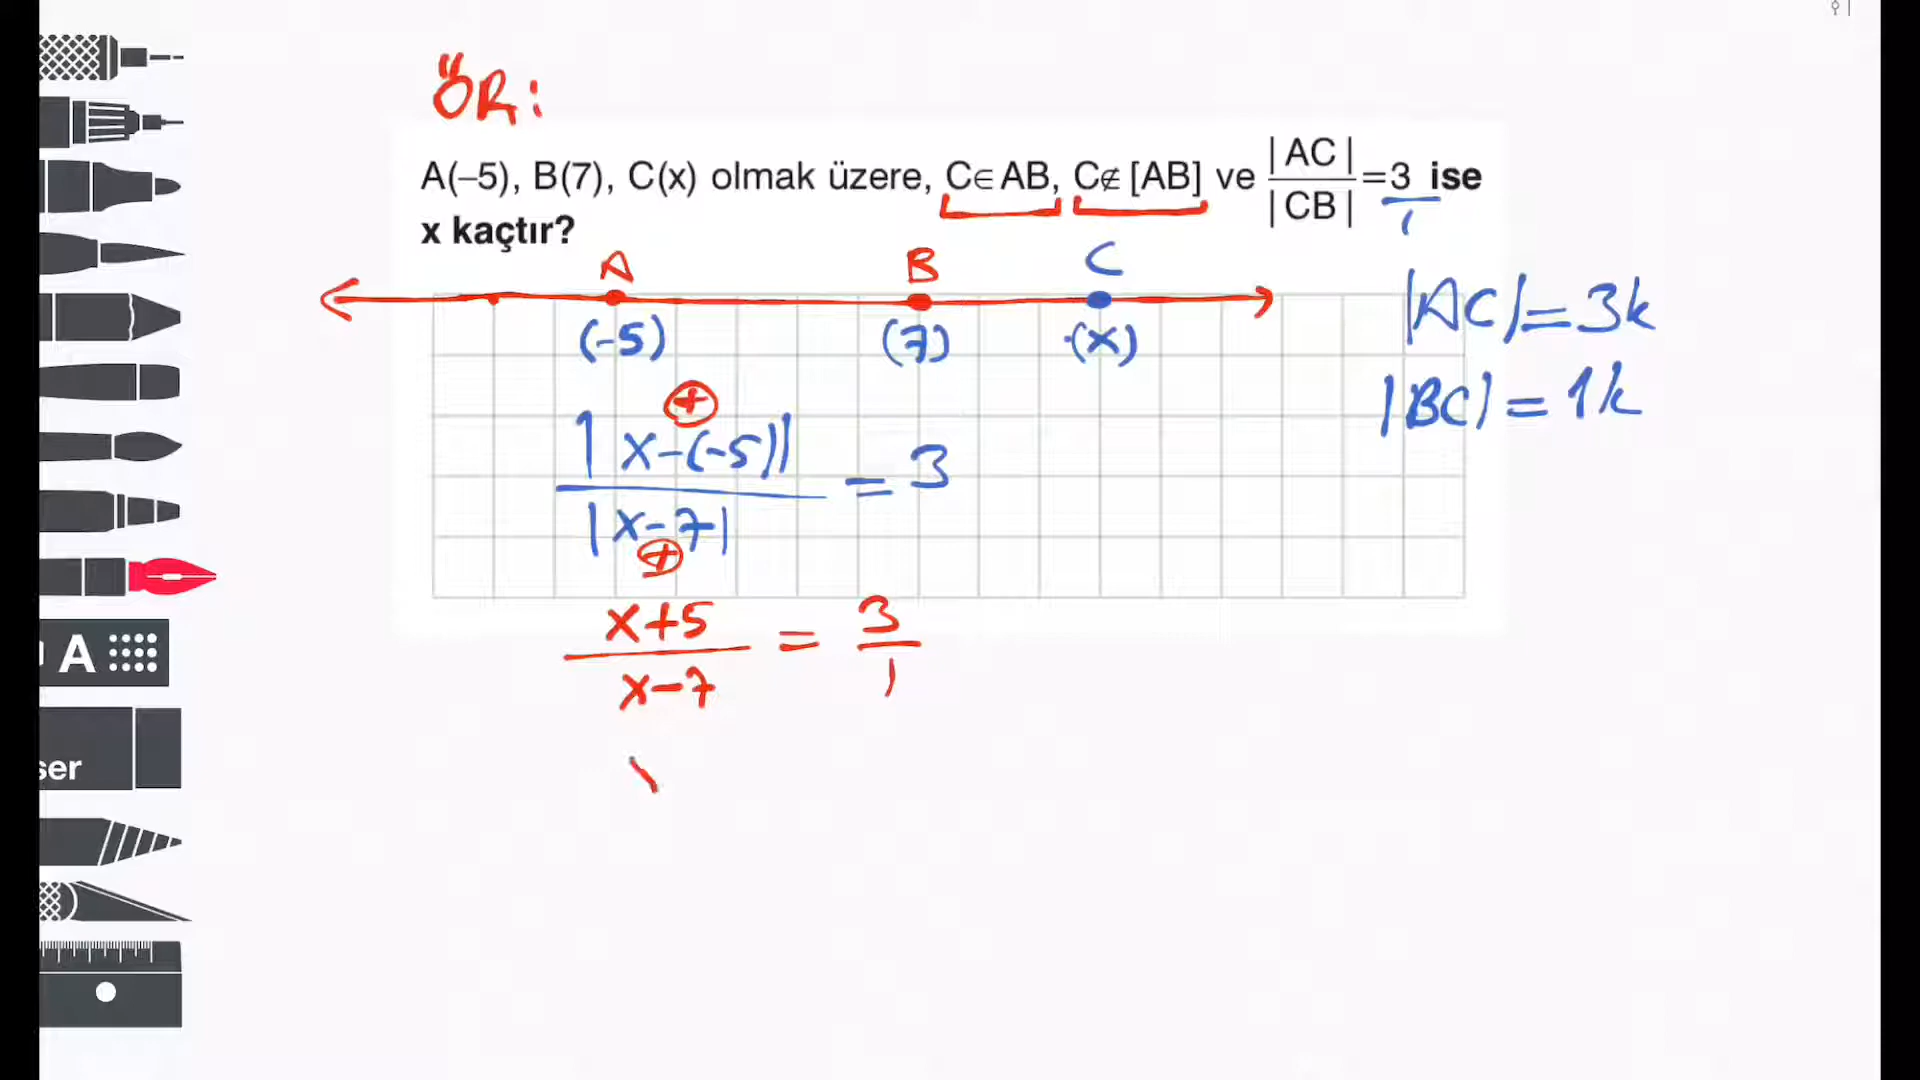 ÖR:
A(–5), B(7), C(x) olmak üzere, C∈ AB, C∉ [AB] ve |AC| / |CB| = 3 ise
1
x kaçtır?
A B C
(-5) (7) (x)
|AC| = 3k
|BC| = 1k
+
|x-(-5)| / |x-7| = 3
+
x+5 / x-7 = 3 / 1
A
ser